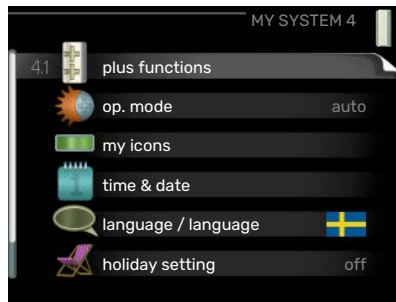 MY SYSTEM 4
4.1 plus functions
op. mode auto
my icons
time & date
language / language
holiday setting off